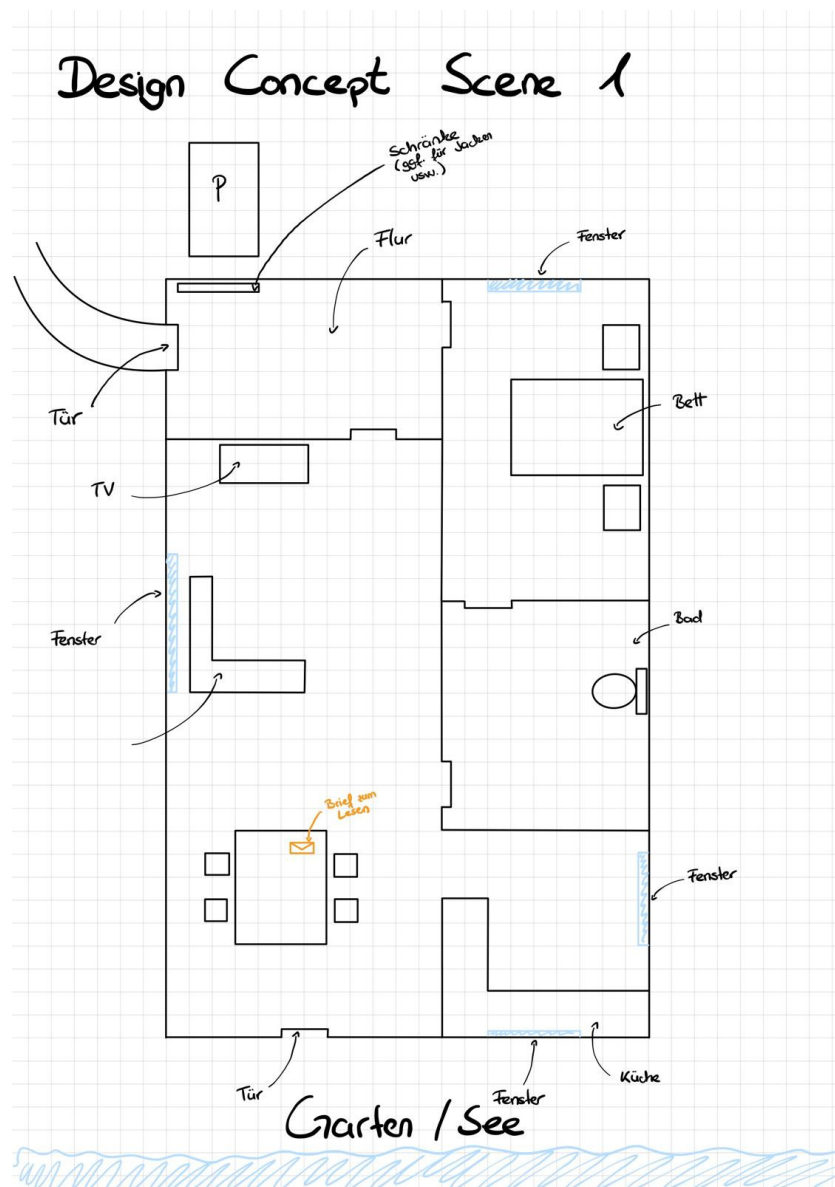 Design Concept Scene 1
Schränke
(ggf. für Jacken
usw.)
P
Flur
Fenster
Tür
Bett
TV
Fenster
Bad
Brief zum
Lesen
Fenster
Küche
Tür
Fenster
Garten / See